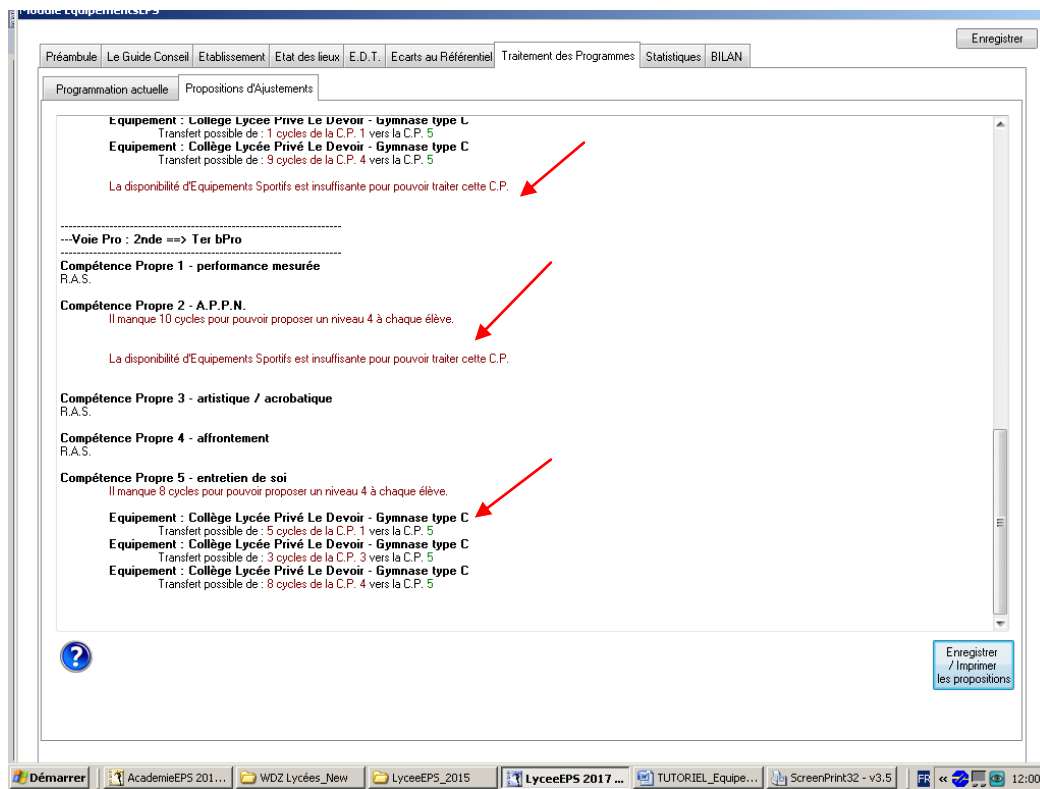 Module EquipementsEPS
Enregistrer
Préambule Le Guide Conseil Etablissement Etat des lieux E.D.T. Ecarts au Référentiel Traitement des Programmes Statistiques BILAN
Programmation actuelle Propositions d'Ajustements
Equipement : Collège Lycée Privé Le Devoir - Gymnase type C
Transfert possible de : 1 cycles de la C.P. 1 vers la C.P. 5
Equipement : Collège Lycée Privé Le Devoir - Gymnase type C
Transfert possible de : 9 cycles de la C.P. 4 vers la C.P. 5
La disponibilité d'Equipements Sportifs est insuffisante pour pouvoir traiter cette C.P.
----------------------------------------------------------------------
---Voie Pro : 2nde ==> Ter bPro
----------------------------------------------------------------------
Compétence Propre 1 - performance mesurée
R.A.S.
Compétence Propre 2 - A.P.P.N.
Il manque 10 cycles pour pouvoir proposer un niveau 4 à chaque élève.
La disponibilité d'Equipements Sportifs est insuffisante pour pouvoir traiter cette C.P.
Compétence Propre 3 - artistique / acrobatique
R.A.S.
Compétence Propre 4 - affrontement
R.A.S.
Compétence Propre 5 - entretien de soi
Il manque 8 cycles pour pouvoir proposer un niveau 4 à chaque élève.
Equipement : Collège Lycée Privé Le Devoir - Gymnase type C
Transfert possible de : 5 cycles de la C.P. 1 vers la C.P. 5
Equipement : Collège Lycée Privé Le Devoir - Gymnase type C
Transfert possible de : 3 cycles de la C.P. 3 vers la C.P. 5
Equipement : Collège Lycée Privé Le Devoir - Gymnase type C
Transfert possible de : 8 cycles de la C.P. 4 vers la C.P. 5
?
Enregistrer
/ Imprimer
les propositions
Démarrer AcademieEPS 201... WDZ Lycées_New LyceeEPS_2015 LyceeEPS 2017 ... TUTORIEL_Equipe... ScreenPrint32 - v3.5 FR « 12:00